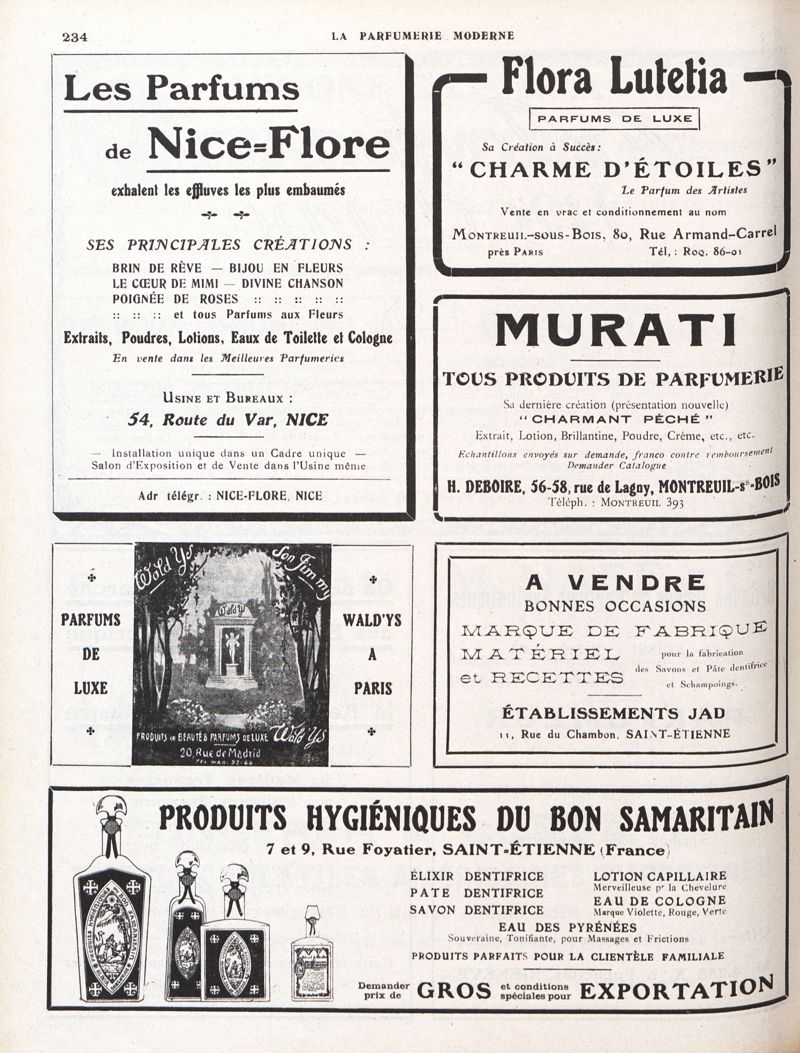 234
LA PARFUMERIE MODERNE
Les Parfums
de Nice=Flore
exhalent les effluves les plus embaumés
SES PRINCIPALES CRÉATIONS :
BRIN DE RÊVE — BIJOU EN FLEURS
LE CŒUR DE MIMI — DIVINE CHANSON
POIGNÉE DE ROSES :: :: :: :: ::
:: :: :: et tous Parfums aux Fleurs
Extraits, Poudres, Lotions, Eaux de Toilette et Cologne
En vente dans les Meilleures Parfumeries
USINE ET BUREAUX :
54, Route du Var, NICE
— Installation unique dans un Cadre unique —
Salon d'Exposition et de Vente dans l'Usine même
Adr télégr. : NICE-FLORE, NICE
Flora Lutetia
PARFUMS DE LUXE
Sa Création à Succès :
“ CHARME D'ÉTOILES ”
Le Parfum des Artistes
Vente en vrac et conditionnement au nom
MONTREUIL-SOUS-BOIS, 80, Rue Armand-Carrel
près PARIS Tél, : ROQ. 86-01
MURATI
TOUS PRODUITS DE PARFUMERIE
Sa dernière création (présentation nouvelle)
“ CHARMANT PÉCHÉ ”
Extrait, Lotion, Brillantine, Poudre, Crème, etc., etc.
Echantillons envoyés sur demande, franco contre remboursement
Demander Catalogue
H. DEBOIRE, 56-58, rue de Lagny, MONTREUIL-sˢ-BOIS
Téléph. : MONTREUIL 393
PARFUMS
DE
LUXE
Wold Ys
Son Jimmy
Wald ys
PRODUITS DE BEAUTÉ & PARFUMS DE LUXE Wold Ys
20, Rue de Madrid
TEL WAG. 97-64
WALD'YS
A
PARIS
A VENDRE
BONNES OCCASIONS
MARQUE DE FABRIQUE
MATÉRIEL
et RECETTES
pour la fabrication
des Savons et Pâte dentifrice
et Schampoings.
ÉTABLISSEMENTS JAD
11, Rue du Chambon, SAINT-ÉTIENNE
PRODUITS HYGIÉNIQUES DU BON SAMARITAIN
7 et 9, Rue Foyatier, SAINT-ÉTIENNE (France)
ÉLIXIR DENTIFRICE
PATE DENTIFRICE
SAVON DENTIFRICE
LOTION CAPILLAIRE
Merveilleuse pʳ la Chevelure
EAU DE COLOGNE
Marque Violette, Rouge, Verte
EAU DES PYRÉNÉES
Souveraine, Tonifiante, pour Massages et Frictions
PRODUITS PARFAITS POUR LA CLIENTÈLE FAMILIALE
Demander prix de GROS et conditions spéciales pour EXPORTATION